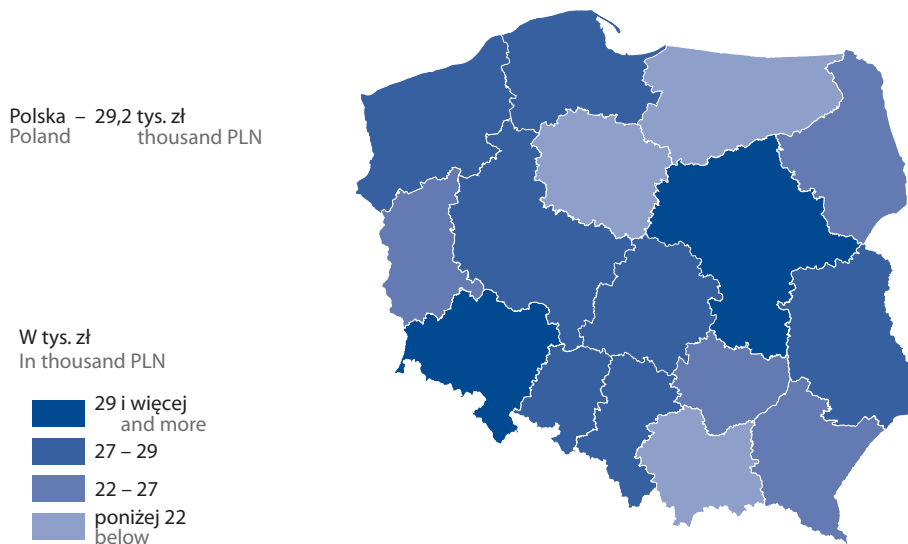 Polska – 29,2 tys. zł
Poland thousand PLN
W tys. zł
In thousand PLN
29 i więcej
and more
27 – 29
22 – 27
poniżej 22
below